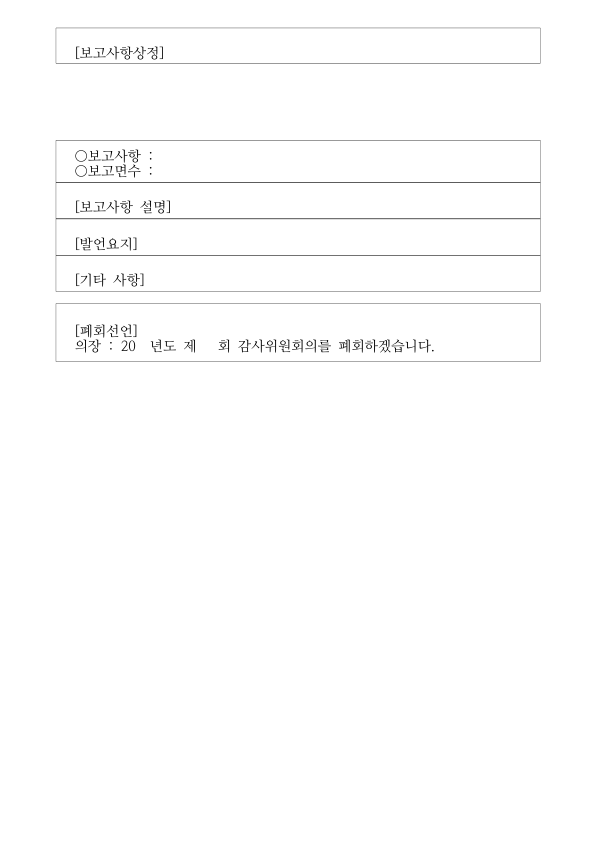 [보고사항상정]
○보고사항 :
○보고면수 :
[보고사항 설명]
[발언요지]
[기타 사항]
[폐회선언]
의장 : 20  년도 제   회 감사위원회의를 폐회하겠습니다.